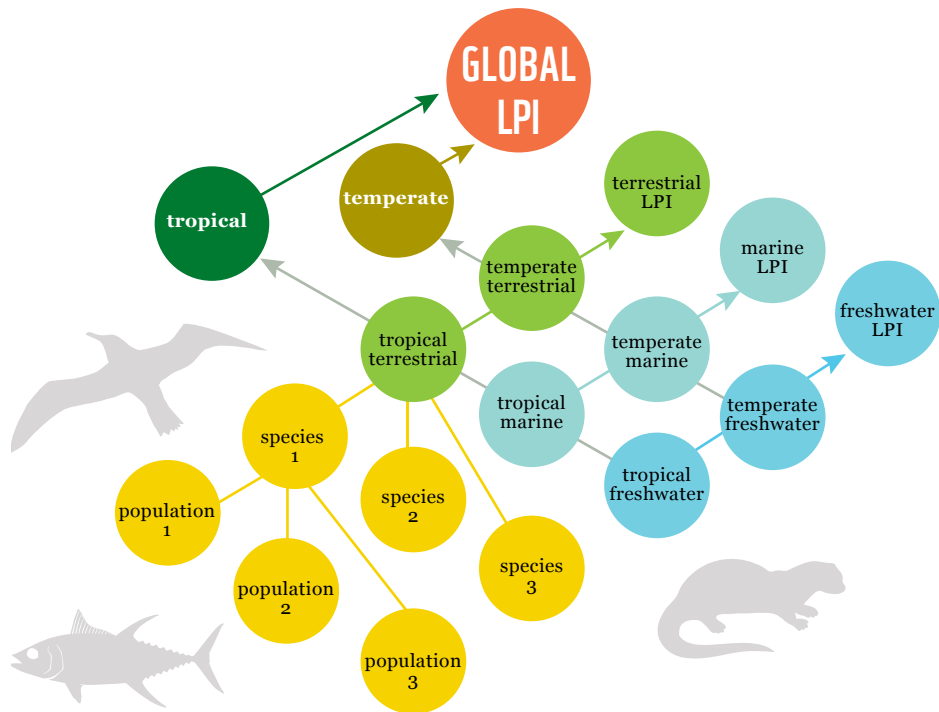 GLOBAL
LPI
tropical
temperate
terrestrial
LPI
temperate
terrestrial
marine
LPI
freshwater
LPI
tropical
terrestrial
temperate
marine
tropical
marine
temperate
freshwater
tropical
freshwater
species
1
species
2
species
3
population
1
population
2
population
3